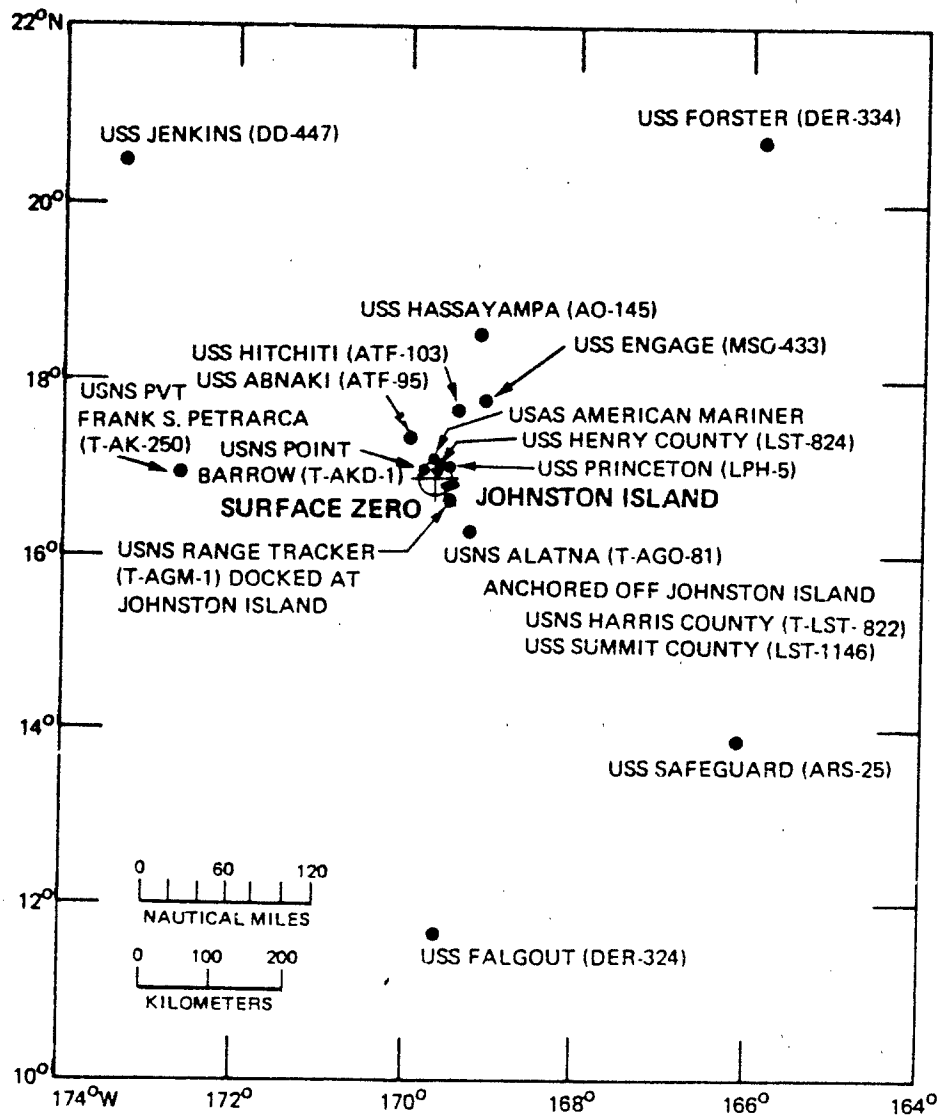 22°N
USS JENKINS (DD-447)
USS FORSTER (DER-334)
20°
USS HASSAYAMPA (AO-145)
USS HITCHITI (ATF-103)
USS ENGAGE (MSO-433)
18°
USS ABNAKI (ATF-95)
USNS PVT
FRANK S. PETRARCA
(T-AK-250)
USAS AMERICAN MARINER
USNS POINT
BARROW (T-AKD-1)
USS HENRY COUNTY (LST-824)
USS PRINCETON (LPH-5)
SURFACE ZERO
JOHNSTON ISLAND
16°
USNS RANGE TRACKER
(T-AGM-1) DOCKED AT
JOHNSTON ISLAND
USNS ALATNA (T-AGO-81)
ANCHORED OFF JOHNSTON ISLAND
USNS HARRIS COUNTY (T-LST-822)
USS SUMMIT COUNTY (LST-1146)
14°
USS SAFEGUARD (ARS-25)
0 60 120
NAUTICAL MILES
12°
USS FALGOUT (DER-324)
0 100 200
KILOMETERS
10°
174°W 172° 170° 168° 166° 164°